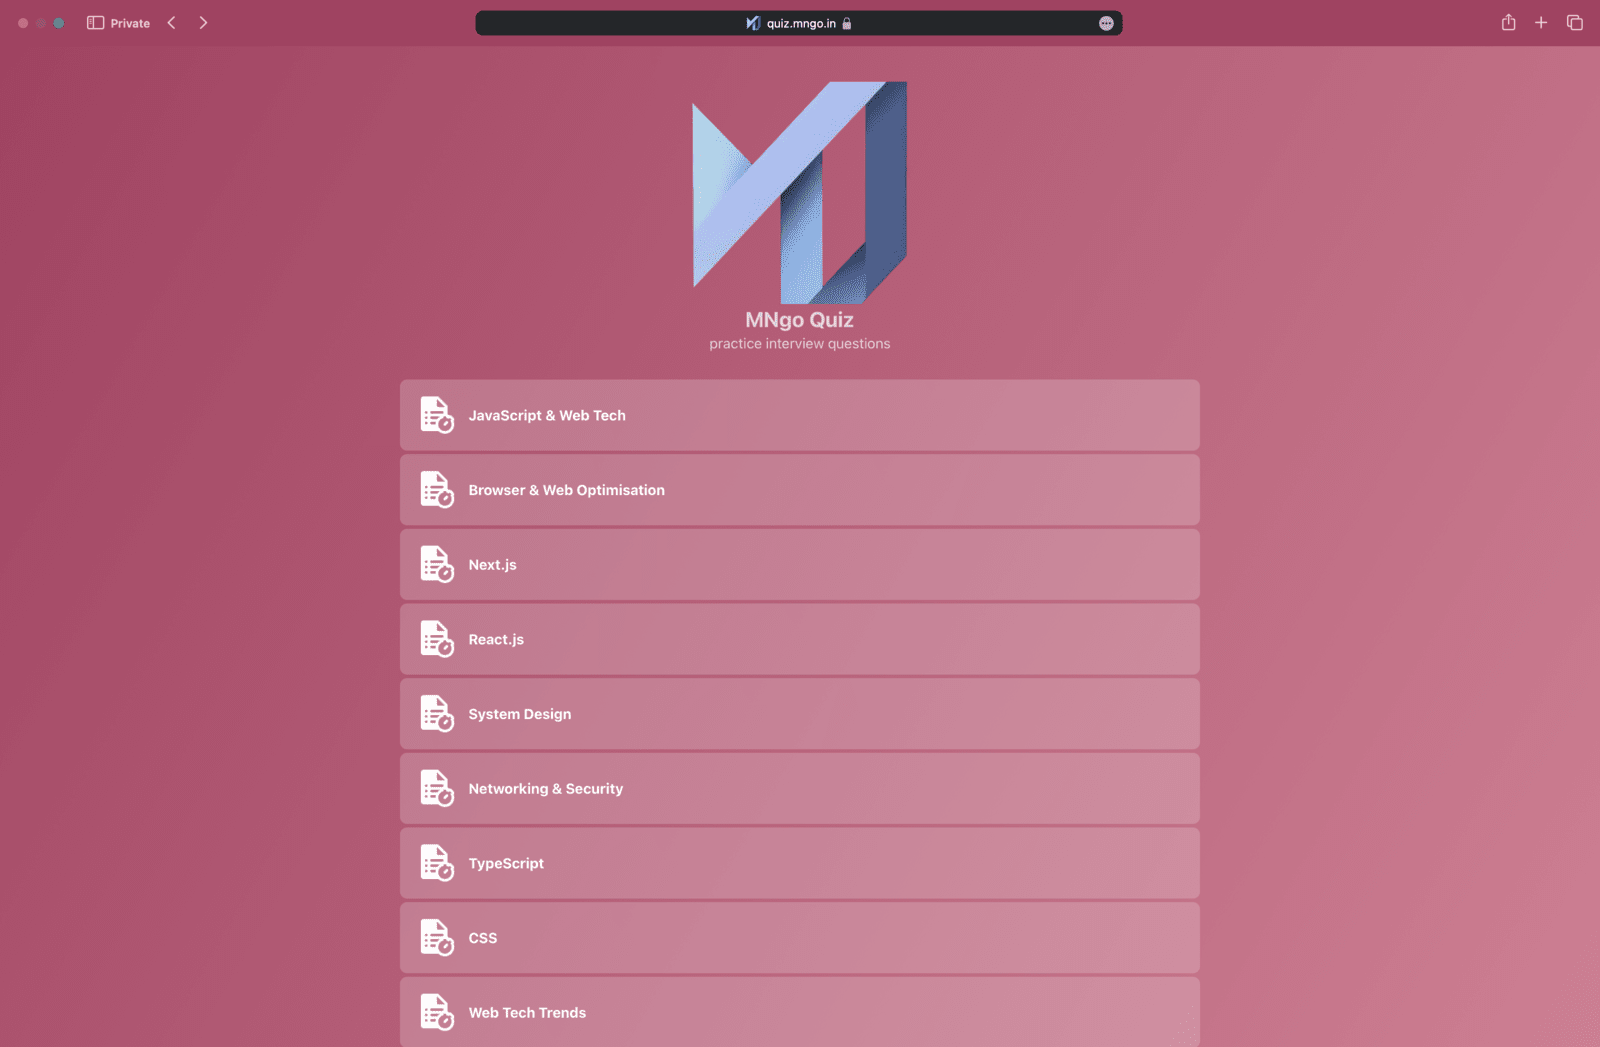 Private
quiz.mngo.in
MNgo Quiz
practice interview questions
JavaScript & Web Tech
Browser & Web Optimisation
Next.js
React.js
System Design
Networking & Security
TypeScript
CSS
Web Tech Trends